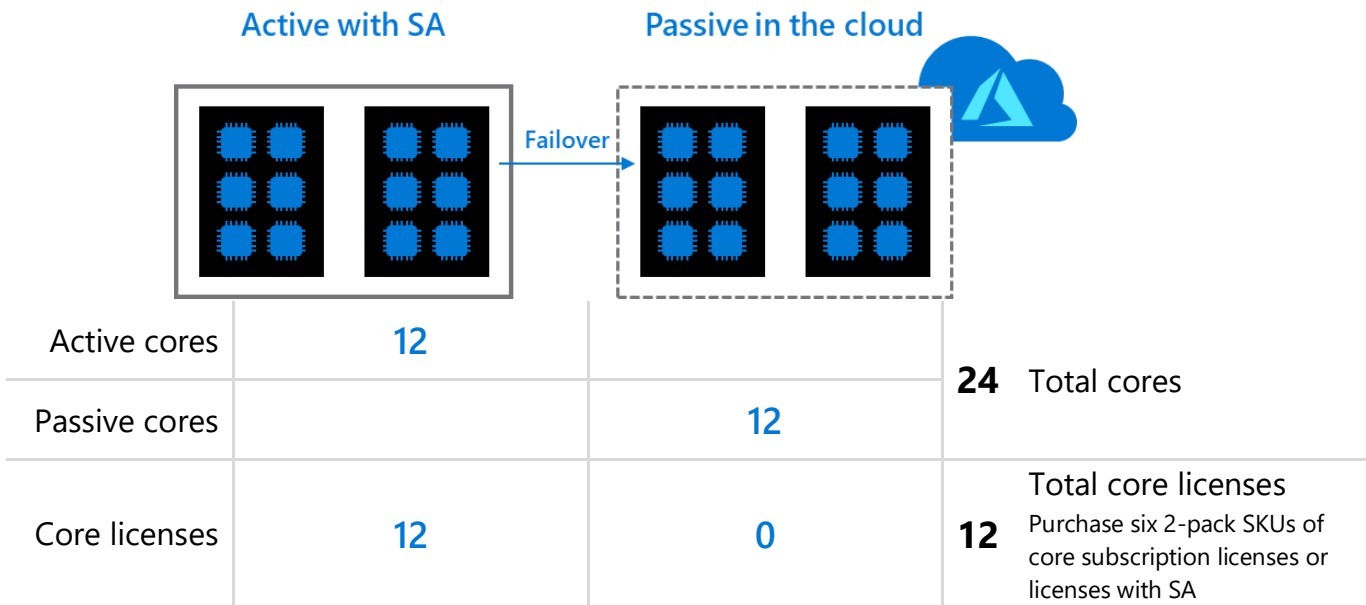 Active with SA
Passive in the cloud
Failover
Active cores
12
24 Total cores
Passive cores
12
Core licenses
12
0
12
Total core licenses
Purchase six 2-pack SKUs of
core subscription licenses or
licenses with SA